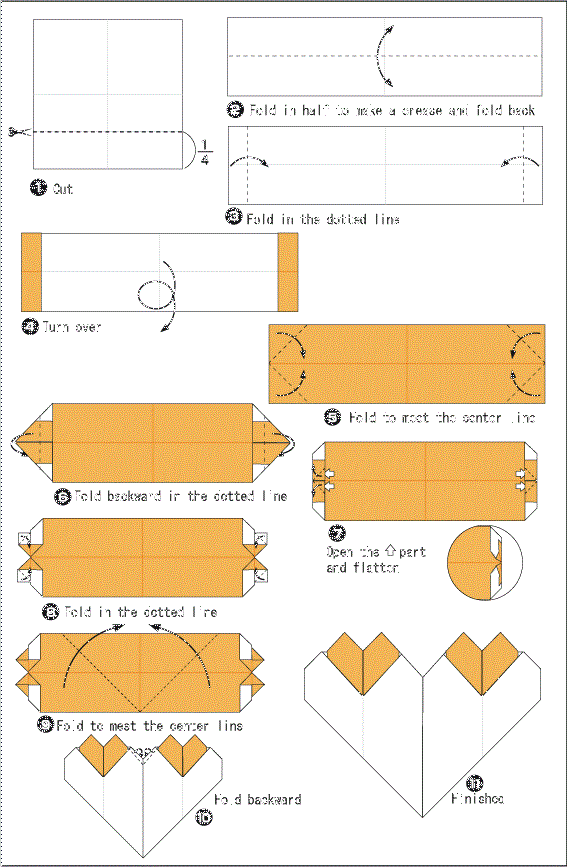 1/4
1 Cut
2 Fold in half to make a crease and fold back
3 Fold in the dotted line
4 Turn over
5 Fold to meet the center line
6 Fold backward in the dotted line
7
Open the ⇧ part
and flatten
8 Fold in the dotted line
9 Fold to meet the center line
10 Fold backward
11
Finished